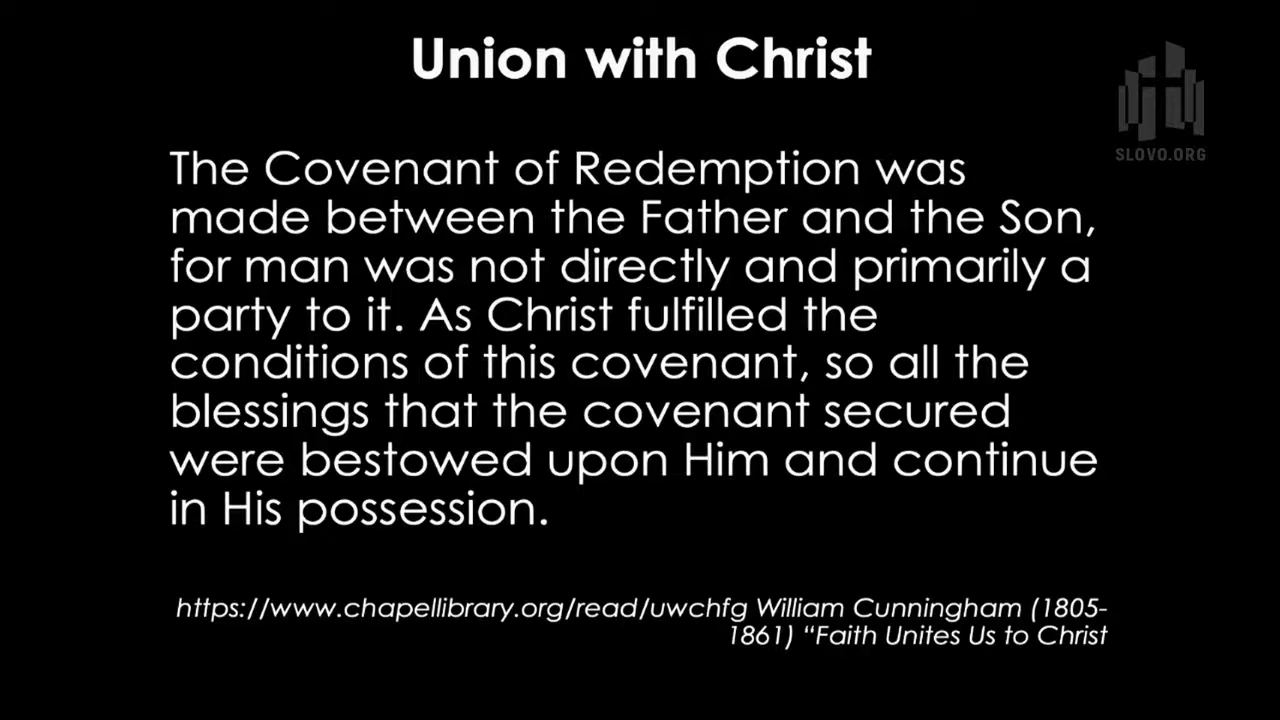 Union with Christ
SLOVO.ORG
The Covenant of Redemption was
made between the Father and the Son,
for man was not directly and primarily a
party to it. As Christ fulfilled the
conditions of this covenant, so all the
blessings that the covenant secured
were bestowed upon Him and continue
in His possession.
https://www.chapellibrary.org/read/uwchfg William Cunningham (1805-
1861) “Faith Unites Us to Christ